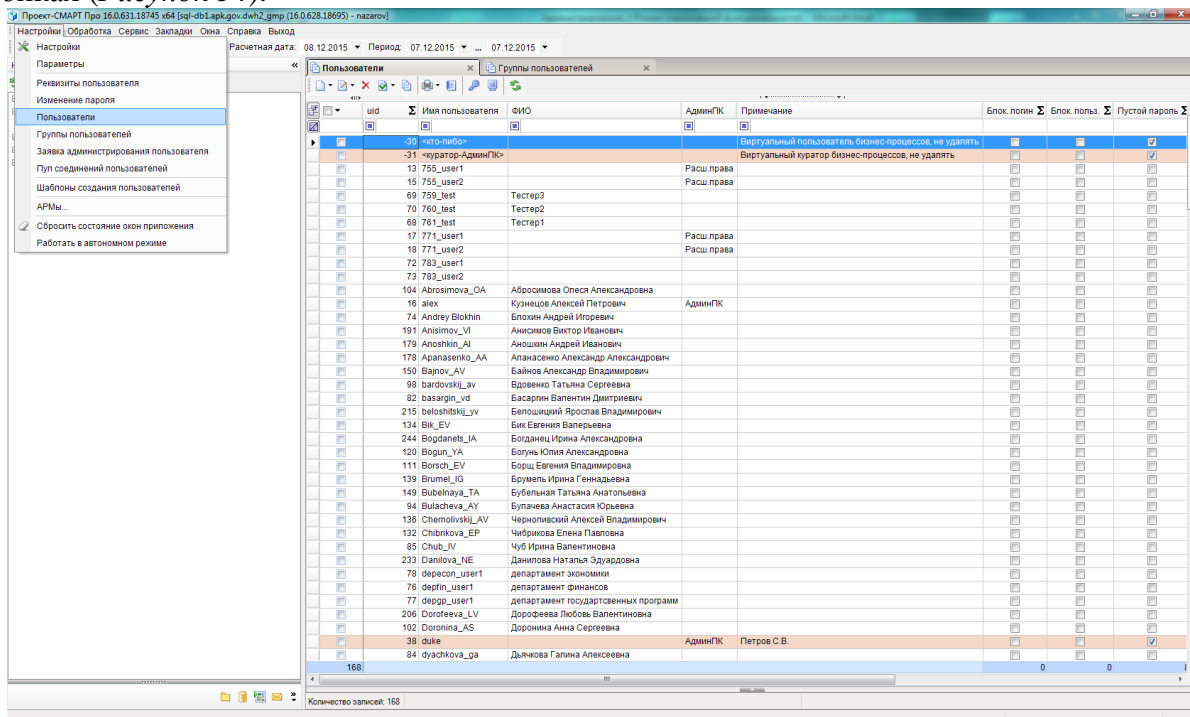 Проект-СМАРТ Про 16.0.631.18745 x64 [sql-db1.apk.gov.dwh2_gmp (16.0.628.18695) - nazarov]
Настройки Обработка Сервис Закладки Окна Справка Выход
Настройки
Расчетная дата: 08.12.2015 Период: 07.12.2015 ... 07.12.2015
Параметры
Реквизиты пользователя
Изменение пароля
Пользователи
Группы пользователей
Заявка администрирования пользователя
Пул соединений пользователей
Шаблоны создания пользователей
АРМы...
Сбросить состояние окон приложения
Работать в автономном режиме
Пользователи Группы пользователей
uid Σ Имя пользователя ФИО АдминПК Примечание Блок. логин Σ Блок. польз. Σ Пустой пароль Σ
-30 <кто-либо> Виртуальный пользователь бизнес-процессов, не удалять
-31 <куратор-АдминПК> Виртуальный куратор бизнес-процессов, не удалять
13 755_user1 Расш.права
15 755_user2 Расш.права
69 759_test Тестер3
70 760_test Тестер2
68 761_test Тестер1
17 771_user1 Расш.права
18 771_user2 Расш.права
72 783_user1
73 783_user2
104 Abrosimova_OA Абросимова Олеся Александровна
16 alex Кузнецов Алексей Петрович АдминПК
74 Andrey Blokhin Блохин Андрей Игоревич
191 Anisimov_VI Анисимов Виктор Иванович
179 Anoshkin_AI Аношкин Андрей Иванович
178 Apanasenko_AA Апанасенко Александр Александрович
150 Bajnov_AV Байнов Александр Владимирович
98 bardovskij_av Вдовенко Татьяна Сергеевна
82 basargin_vd Басаргин Валентин Дмитриевич
215 beloshitskij_yv Белошицкий Ярослав Владимирович
134 Bik_EV Бик Евгения Валерьевна
244 Bogdanets_IA Богданец Ирина Александровна
120 Bogun_YA Богунь Юлия Александровна
111 Borsch_EV Борщ Евгения Владимировна
139 Brumel_IG Брумель Ирина Геннадьевна
149 Bubelnaya_TA Бубельная Татьяна Анатольевна
94 Bulacheva_AY Булачева Анастасия Юрьевна
136 Chernolivskij_AV Чернопивский Алексей Владимирович
132 Chibrikova_EP Чибрикова Елена Павловна
85 Chub_IV Чуб Ирина Валентиновна
233 Danilova_NE Данилова Наталья Эдуардовна
78 depecon_user1 департамент экономики
76 depfin_user1 департамент финансов
77 depgp_user1 департамент государтсвенных программ
206 Dorofeeva_LV Дорофеева Любовь Валентиновна
102 Doronina_AS Доронина Анна Сергеевна
38 duke АдминПК Петров С.В.
84 dyachkova_ga Дьячкова Галина Алексеевна
168 0 0
Количество записей: 168